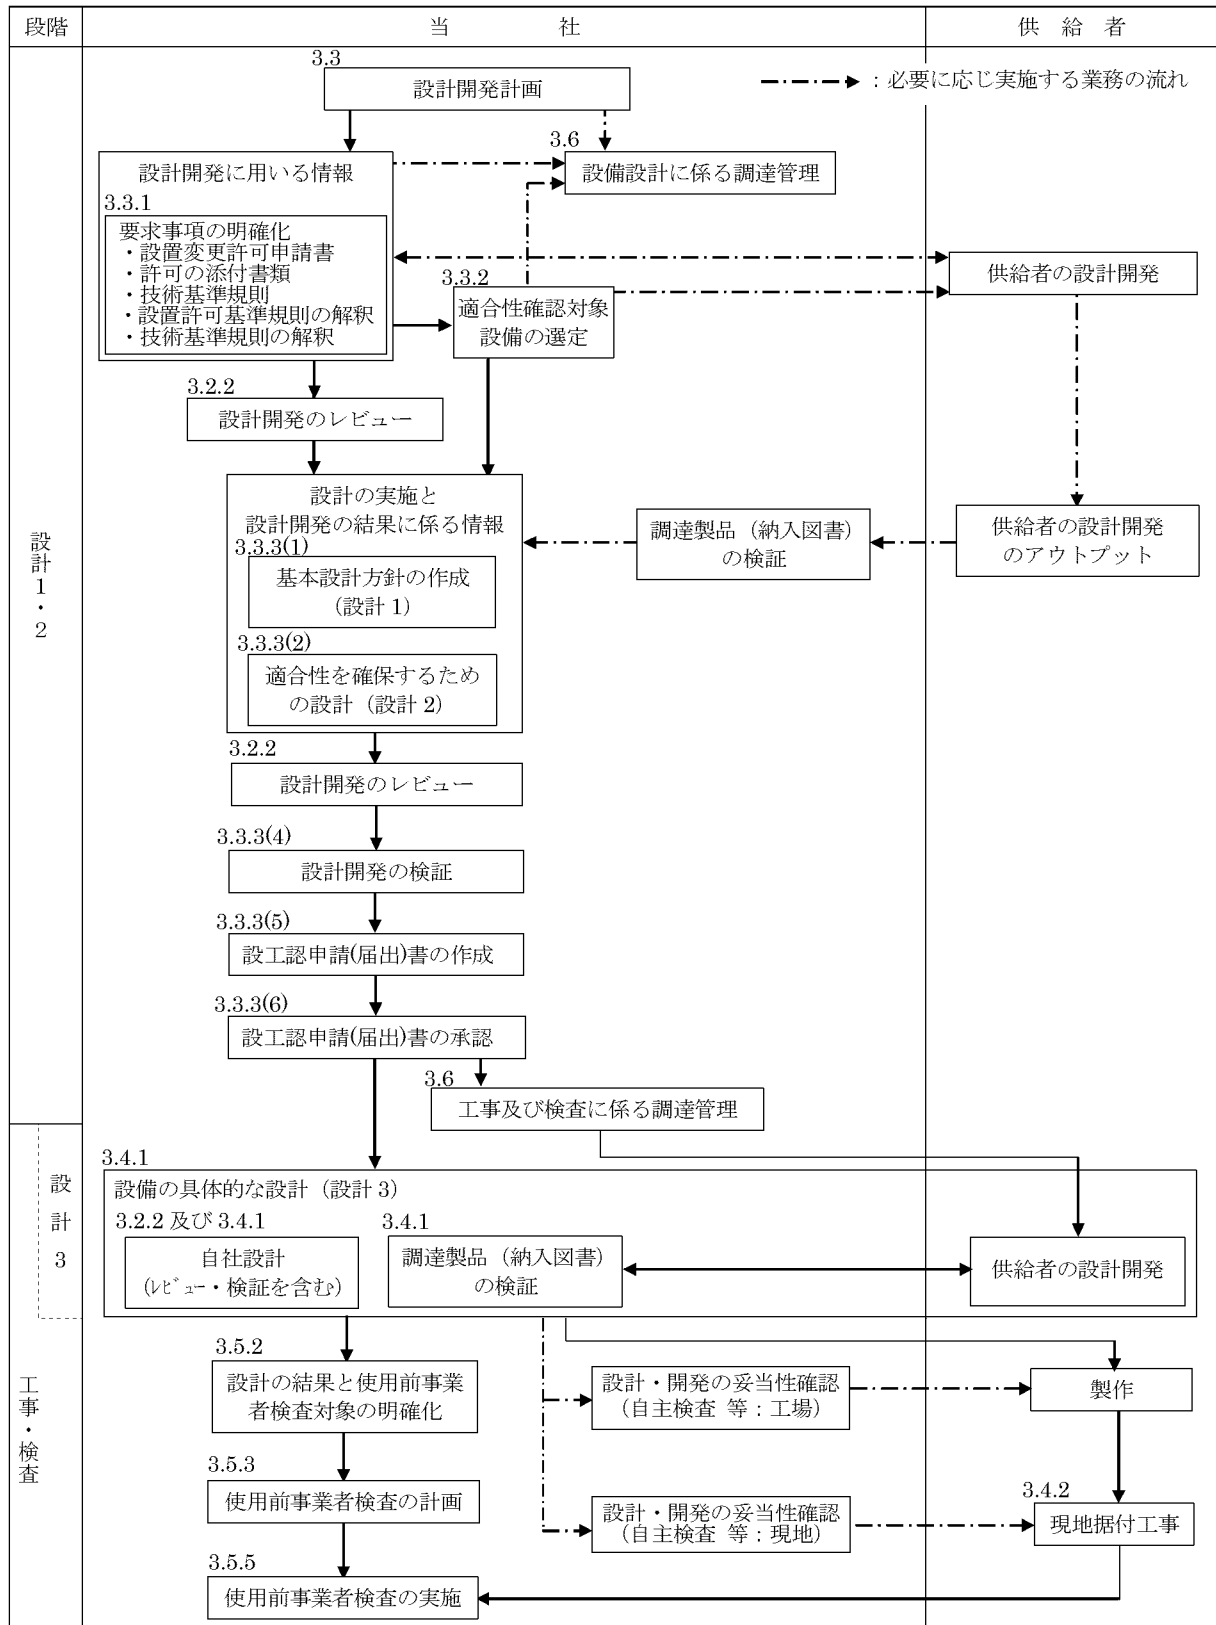 段階
当社
供給者
3.3
設計開発計画
：必要に応じ実施する業務の流れ
3.6
設備設計に係る調達管理
設計開発に用いる情報
3.3.1
要求事項の明確化
・設置変更許可申請書
・許可の添付書類
・技術基準規則
・設置許可基準規則の解釈
・技術基準規則の解釈
3.3.2
適合性確認対象
設備の選定
供給者の設計開発
3.2.2
設計開発のレビュー
設計の実施と
設計開発の結果に係る情報
3.3.3(1)
基本設計方針の作成
（設計 1）
3.3.3(2)
適合性を確保するため
の設計（設計 2）
調達製品（納入図書）
の検証
供給者の設計開発
のアウトプット
設計1・2
3.2.2
設計開発のレビュー
3.3.3(4)
設計開発の検証
3.3.3(5)
設工認申請(届出)書の作成
3.3.3(6)
設工認申請(届出)書の承認
3.6
工事及び検査に係る調達管理
設計3
3.4.1
設備の具体的な設計（設計 3）
3.2.2 及び 3.4.1
自社設計
(ﾚﾋﾞｭｰ・検証を含む)
3.4.1
調達製品（納入図書）
の検証
供給者の設計開発
工事・検査
3.5.2
設計の結果と使用前事業
者検査対象の明確化
設計・開発の妥当性確認
（自主検査 等：工場）
製作
3.5.3
使用前事業者検査の計画
設計・開発の妥当性確認
（自主検査 等：現地）
3.4.2
現地据付工事
3.5.5
使用前事業者検査の実施